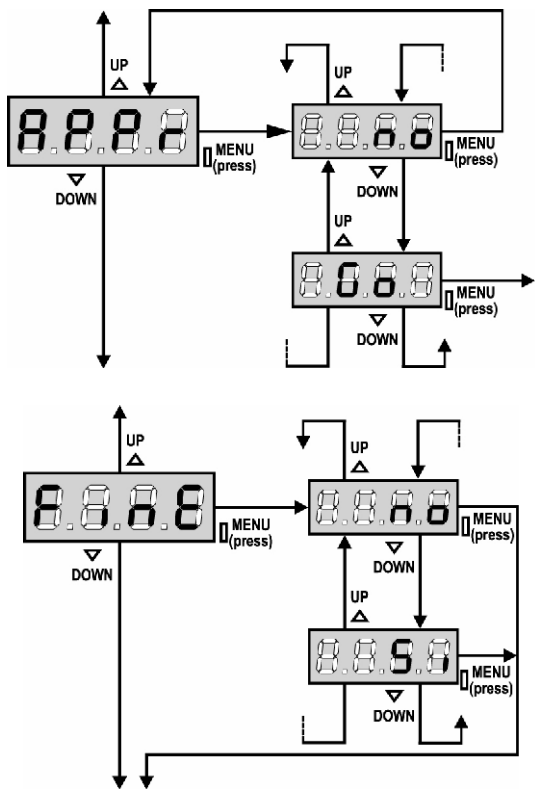 UP
APPr
MENU
(press)
DOWN
UP
no
MENU
(press)
DOWN
UP
Go
MENU
(press)
DOWN
UP
FinE
MENU
(press)
DOWN
UP
no
MENU
(press)
DOWN
UP
Si
MENU
(press)
DOWN